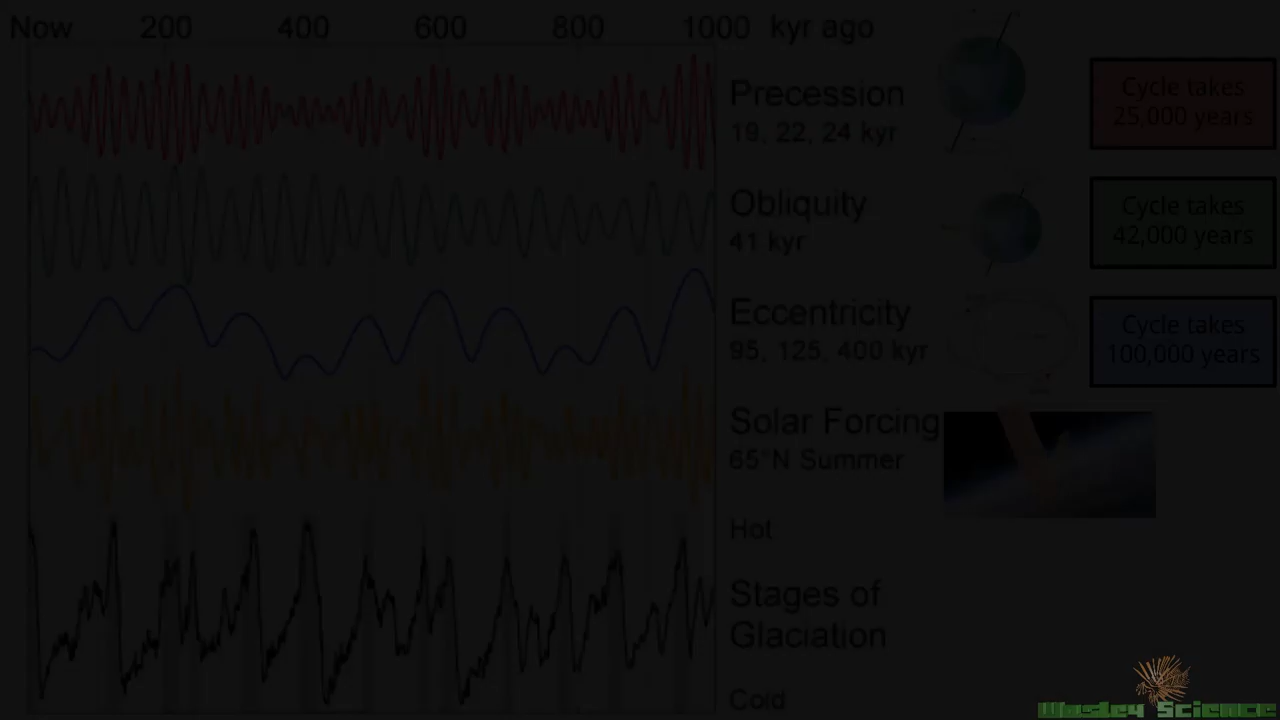 Now 200 400 600 800 1000 kyr ago
Precession
19, 22, 24 kyr
Cycle takes
25,000 years
Obliquity
41 kyr
Cycle takes
42,000 years
Eccentricity
95, 125, 400 kyr
Cycle takes
100,000 years
Solar Forcing
65°N Summer
Hot
Stages of
Glaciation
Cold
Wasley Science